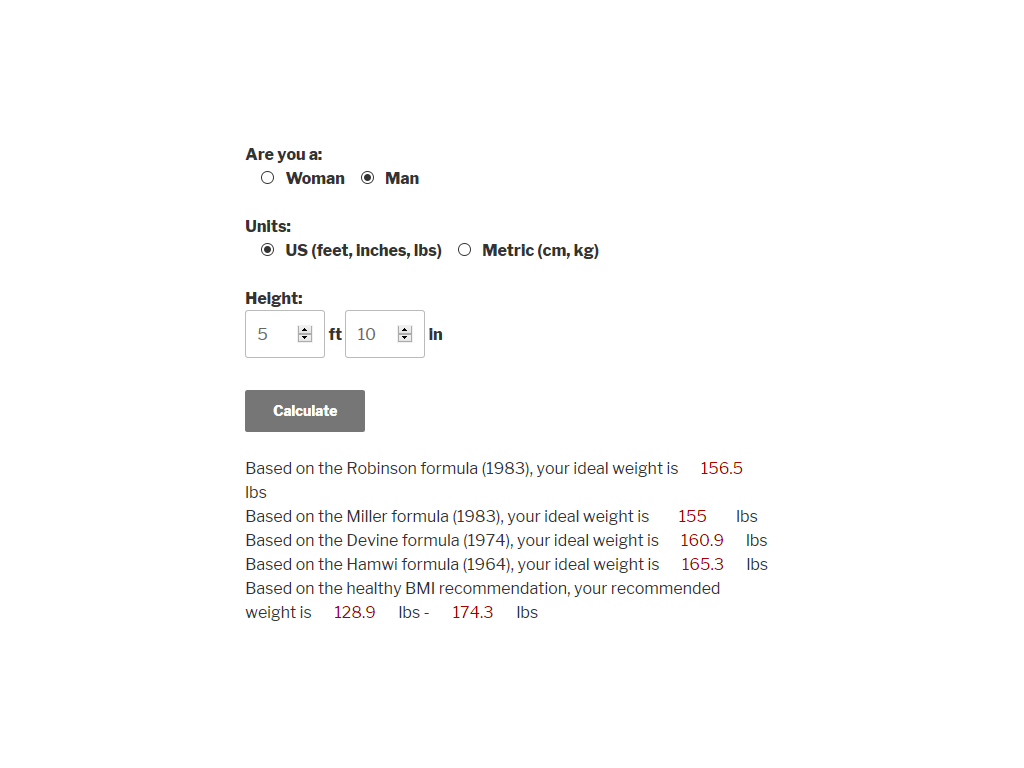 Are you a:
Woman Man
Units:
US (feet, inches, lbs) Metric (cm, kg)
Height:
5 ft 10 in
Calculate
Based on the Robinson formula (1983), your ideal weight is 156.5
lbs
Based on the Miller formula (1983), your ideal weight is 155 lbs
Based on the Devine formula (1974), your ideal weight is 160.9 lbs
Based on the Hamwi formula (1964), your ideal weight is 165.3 lbs
Based on the healthy BMI recommendation, your recommended
weight is 128.9 lbs - 174.3 lbs